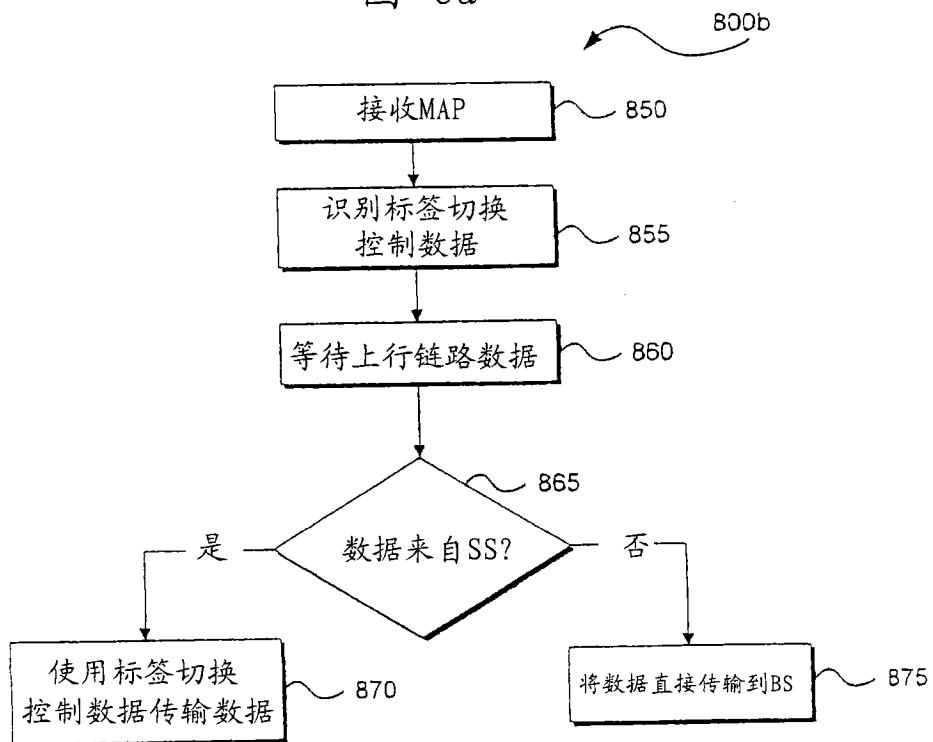 800b
接收MAP
850
识别标签切换
控制数据
855
等待上行链路数据
860
865
数据来自SS?
是
否
使用标签切换
控制数据传输数据
870
将数据直接传输到BS
875